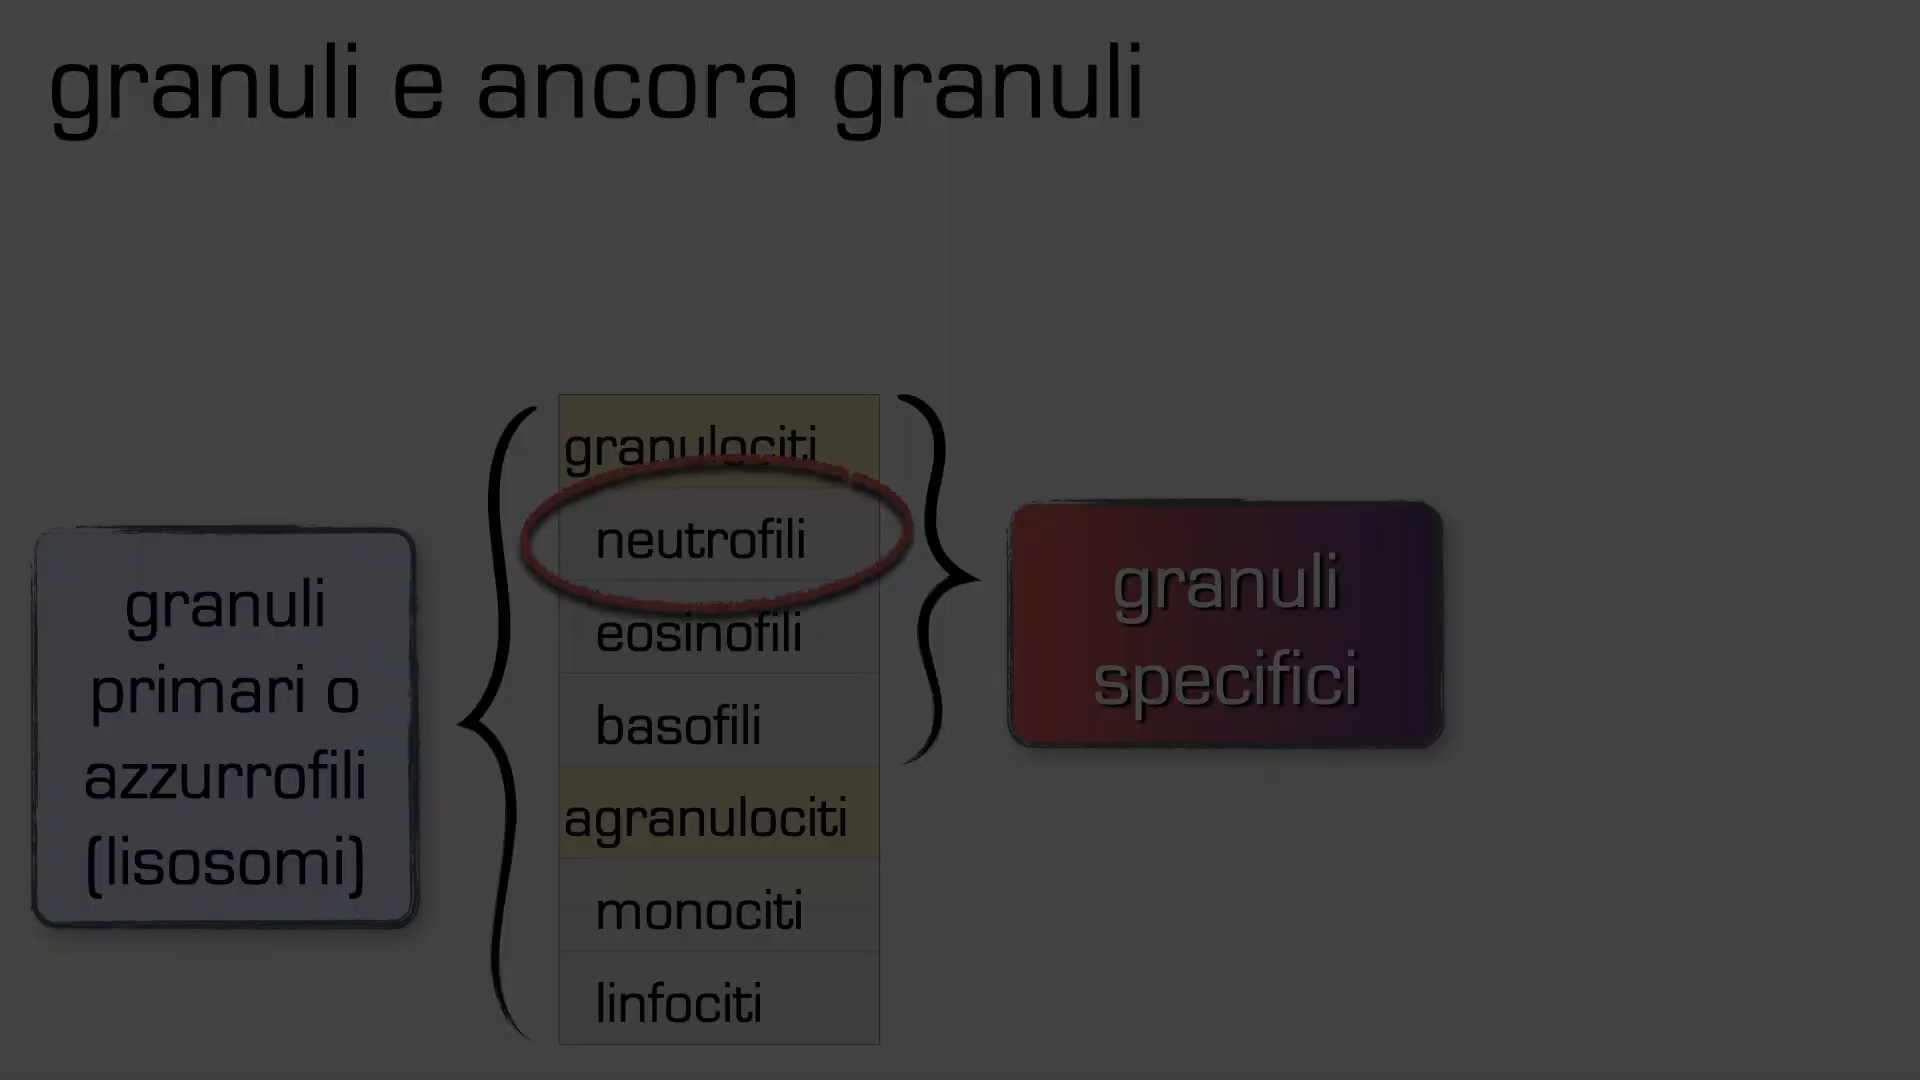 granuli e ancora granuli
granuli
primari o
azzurrofili
(lisosomi)
granulociti
neutrofili
eosinofili
basofili
agranulociti
monociti
linfociti
granuli
specifici